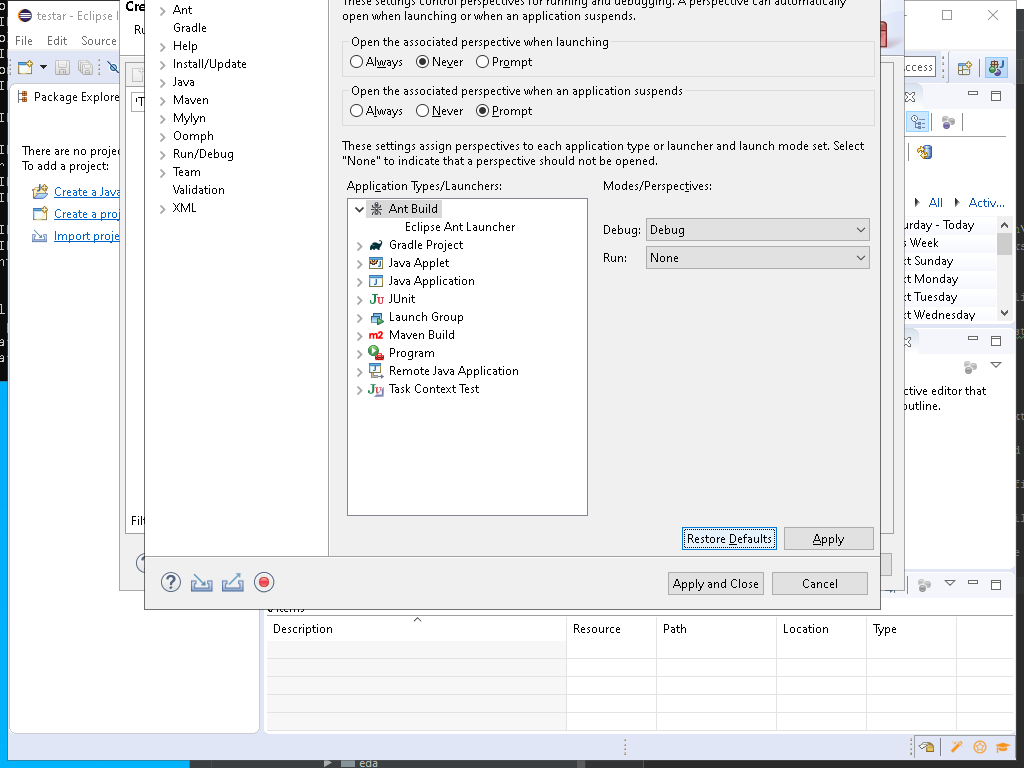 testar - Eclipse I
File Edit Source
Package Explore
There are no projec
To add a project:
Create a Java
Create a proj
Import proje
Cre
Ru
Filt
Ant
Gradle
Help
Install/Update
Java
Maven
Mylyn
Oomph
Run/Debug
Team
Validation
XML
These settings control perspectives for running and debugging. A perspective can automatically
open when launching or when an application suspends.
Open the associated perspective when launching
Always Never Prompt
Open the associated perspective when an application suspends
Always Never Prompt
These settings assign perspectives to each application type or launcher and launch mode set. Select
"None" to indicate that a perspective should not be opened.
Application Types/Launchers:
Modes/Perspectives:
Ant Build
Eclipse Ant Launcher
Gradle Project
Java Applet
Java Application
JUnit
Launch Group
Maven Build
Program
Remote Java Application
Task Context Test
Debug: Debug
Run: None
Restore Defaults Apply
Apply and Close Cancel
ccess
All Activ...
urday - Today
s Week
xt Sunday
xt Monday
xt Tuesday
xt Wednesday
ctive editor that
outline.
0 items
Description Resource Path Location Type
eda